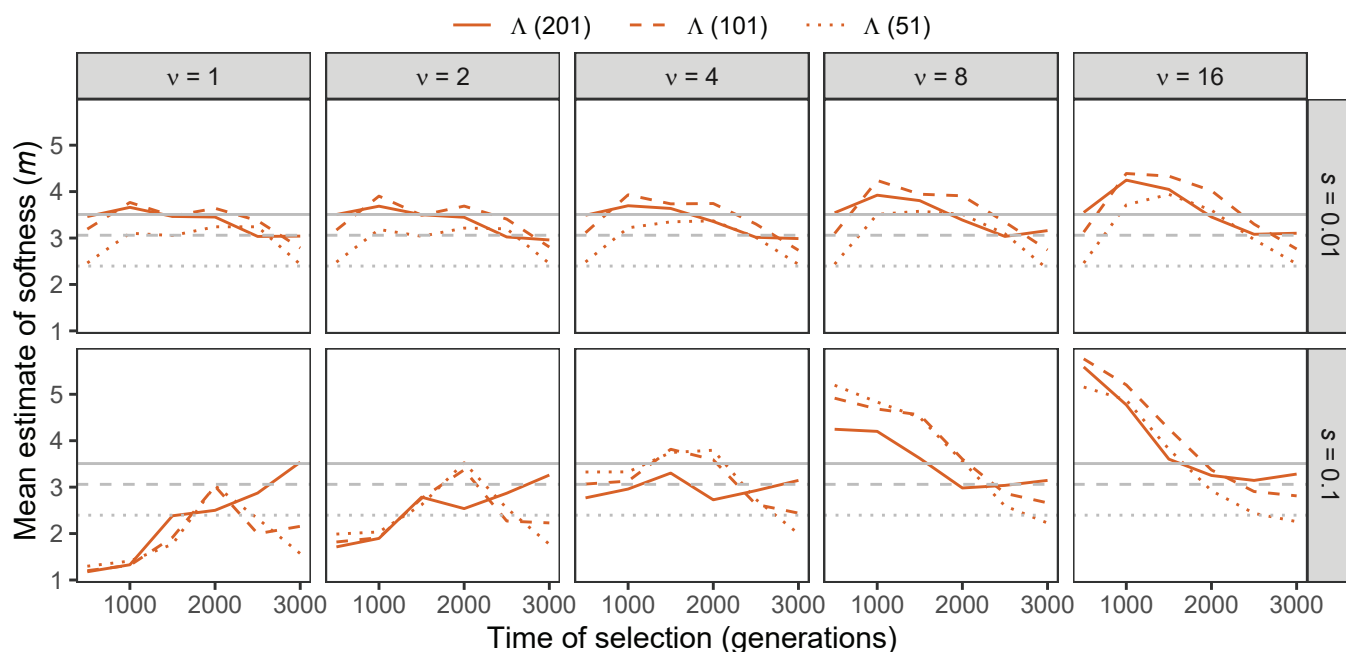 Λ (201) Λ (101) Λ (51)
ν = 1 ν = 2 ν = 4 ν = 8 ν = 16
Mean estimate of softness (m)
5
4
3
2
1
s = 0.01
5
4
3
2
1
s = 0.1
1000 2000 3000 1000 2000 3000 1000 2000 3000 1000 2000 3000 1000 2000 3000
Time of selection (generations)